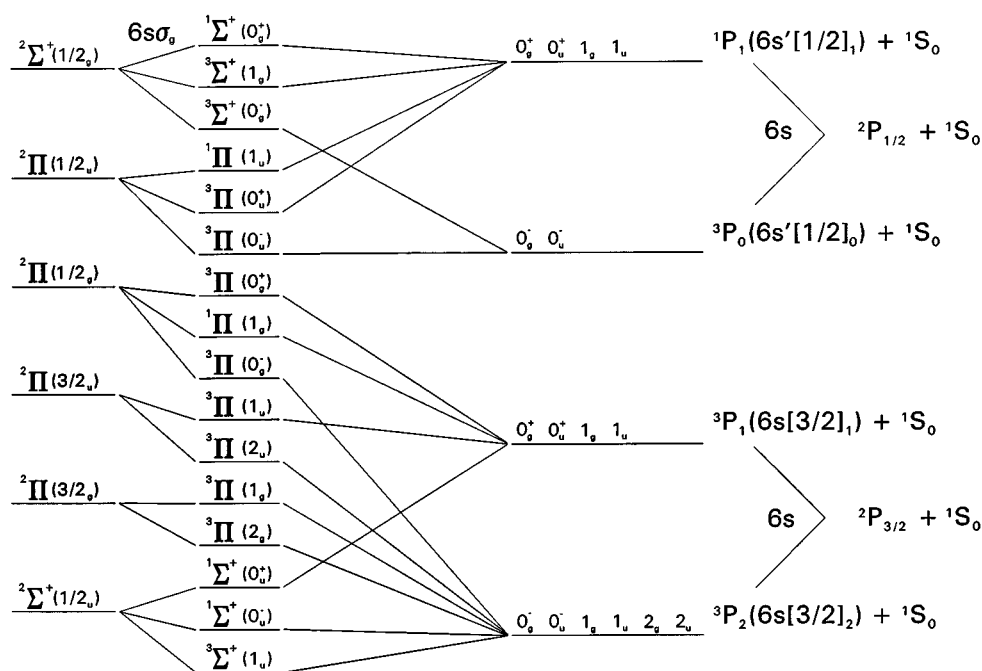 6sσg
²Σ⁺(1/2g)
²Π(1/2u)
²Π(1/2g)
²Π(3/2u)
²Π(3/2g)
²Σ⁺(1/2u)
¹Σ⁺(0g⁺)
³Σ⁺(1g)
³Σ⁺(0g⁻)
¹Π(1u)
³Π(0u⁺)
³Π(0u⁻)
³Π(0g⁺)
¹Π(1g)
³Π(0g⁻)
³Π(1u)
³Π(2u)
³Π(1g)
³Π(2g)
¹Σ⁺(0u⁺)
¹Σ⁺(0u⁻)
³Σ⁺(1u)
0g⁺ 0u⁺ 1g 1u
0g⁻ 0u⁻
0g⁺ 0u⁺ 1g 1u
0g⁻ 0u⁻ 1g 1u 2g 2u
¹P₁(6s′[1/2]₁) + ¹S₀
6s ²P₁/₂ + ¹S₀
³P₀(6s′[1/2]₀) + ¹S₀
³P₁(6s[3/2]₁) + ¹S₀
6s ²P₃/₂ + ¹S₀
³P₂(6s[3/2]₂) + ¹S₀